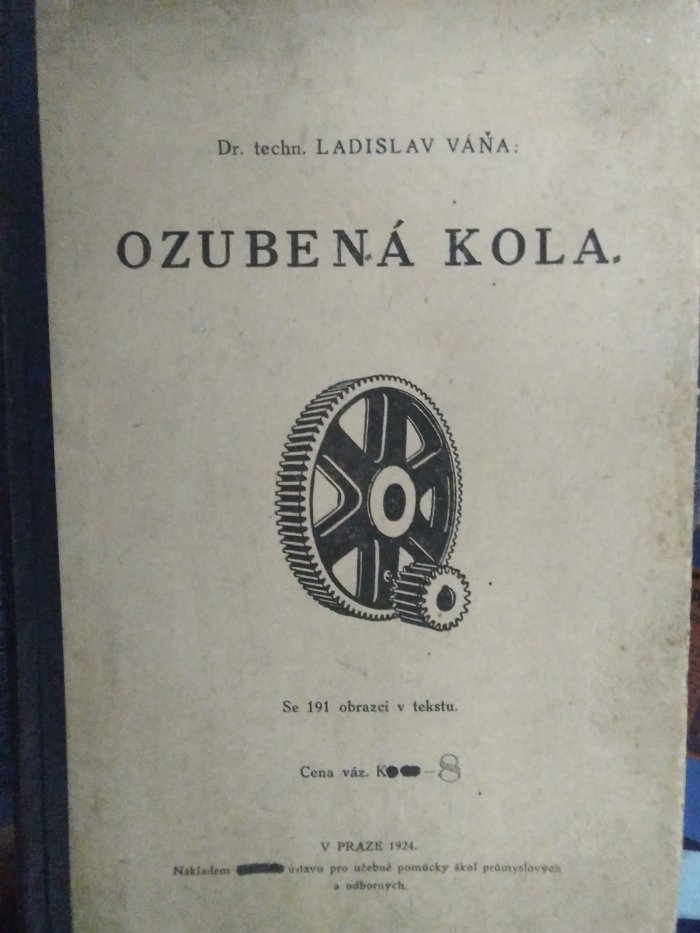 Dr. techn. LADISLAV VÁŇA:
OZUBENÁ KOLA.
Se 191 obrazci v tekstu.
Cena váz. K – 8
V PRAZE 1924.
Nákladem ústavu pro učebné pomůcky škol průmyslových
a odborných.